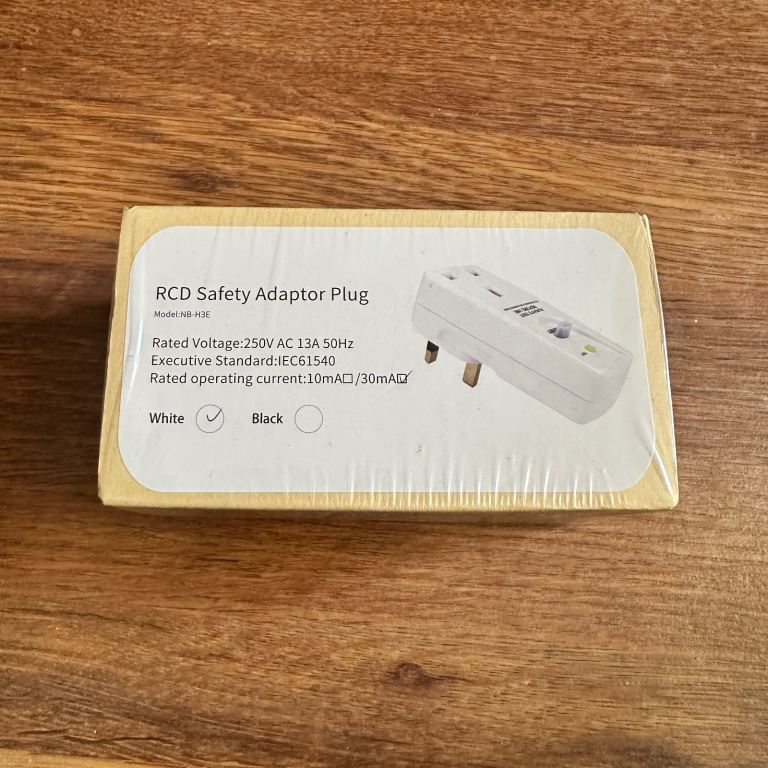 RCD Safety Adaptor Plug
Model:NB-H3E
Rated Voltage:250V AC 13A 50Hz
Executive Standard:IEC61540
Rated operating current:10mA☐/30mA☑
White Black